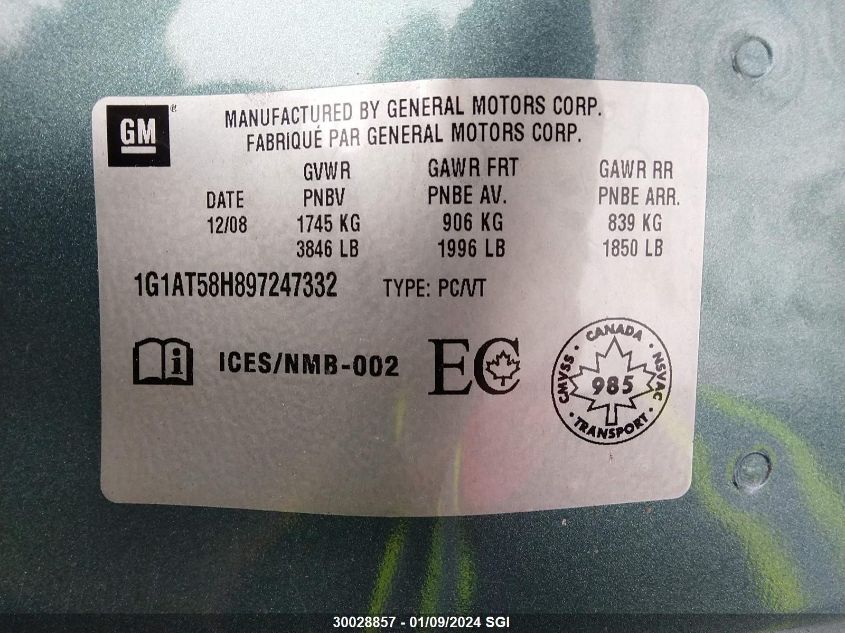 GM®
MANUFACTURED BY GENERAL MOTORS CORP.
FABRIQUÉ PAR GENERAL MOTORS CORP.
GVWR GAWR FRT GAWR RR
DATE PNBV PNBE AV. PNBE ARR.
12/08 1745 KG 906 KG 839 KG
3846 LB 1996 LB 1850 LB
1G1AT58H897247332 TYPE: PC/VT
i ICES/NMB-002 EC
CANADA
CMVSS 985 NSVAC
TRANSPORT
30028857 - 01/09/2024 SGI